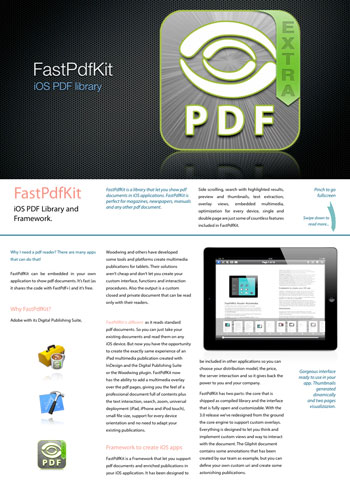 FastPdfKit
iOS PDF library
EXTRA
PDF
FastPdfKit
iOS PDF Library and
Framework.
FastPdfKit is a library that let you show pdf
documents in iOS applications. FastPdfKit is
perfect for magazines, newspapers, manuals
and any other pdf document.
Side scrolling, search with highlighted results,
preview and thumbnails, text extraction,
overlay views, embedded multimedia,
optimization for every device, single and
double page are just some of countless features
included in FastPdfKit.
Pinch to go
fullscreen
Swipe down to
read more..
Why I need a pdf reader? There are many apps
that can do that!
FastPdfKit can be embedded in your own
application to show pdf documents. It's Fast (as
it shares the code with FastPdf+) and it's free.
Why FastPdfKit?
Adobe with its Digital Publishing Suite,
PDF
Woodwing and others have developed
some tools and platforms create multimedia
publications for tablets. Their solutions
aren't cheap and don't let you create your
custom interface, functions and interaction
procedures. Also the output is a custom
closed and private document that can be read
only with their readers.
FastPdfKit is different: as it reads standard
pdf documents. So you can just take your
existing documents and read them on any
iOS device. But now you have the opportunity
to create the exactly same experience of an
iPad multimedia publication created with
InDesign and the Digital Publishing Suite
or the Woodwing plugin. FastPdfKit now
has the ability to add a multimedia overlay
over the pdf pages, giving you the feel of a
professional document full of contents plus
the text interaction, search, zoom, universal
deployment (iPad, iPhone and iPod touch),
small file size, support for every device
orientation and no need to adapt your
existing publications.
Framework to create iOS apps
FastPdfKit is a Framework that let you support
pdf documents and enriched publications in
your iOS application. It has been designed to
be included in other applications so you can
choose your distribution model, the price,
the server interaction and so it gives back the
power to you and your company.
FastPdfKit has two parts: the core that is
shipped as compiled library and the interface
that is fully open and customizable. With the
3.0 release we've redesigned from the ground
the core engine to support custom overlays.
Everything is designed to let you think and
implement custom views and way to interact
with the document. The Gliphit document
contains some annotations that has been
created by our team as example, but you can
define your own custom uri and create some
astonishing publications.
Gorgeous interface
ready to use in your
app. Thumbnails
generated
dinamically
and two pages
visualization.